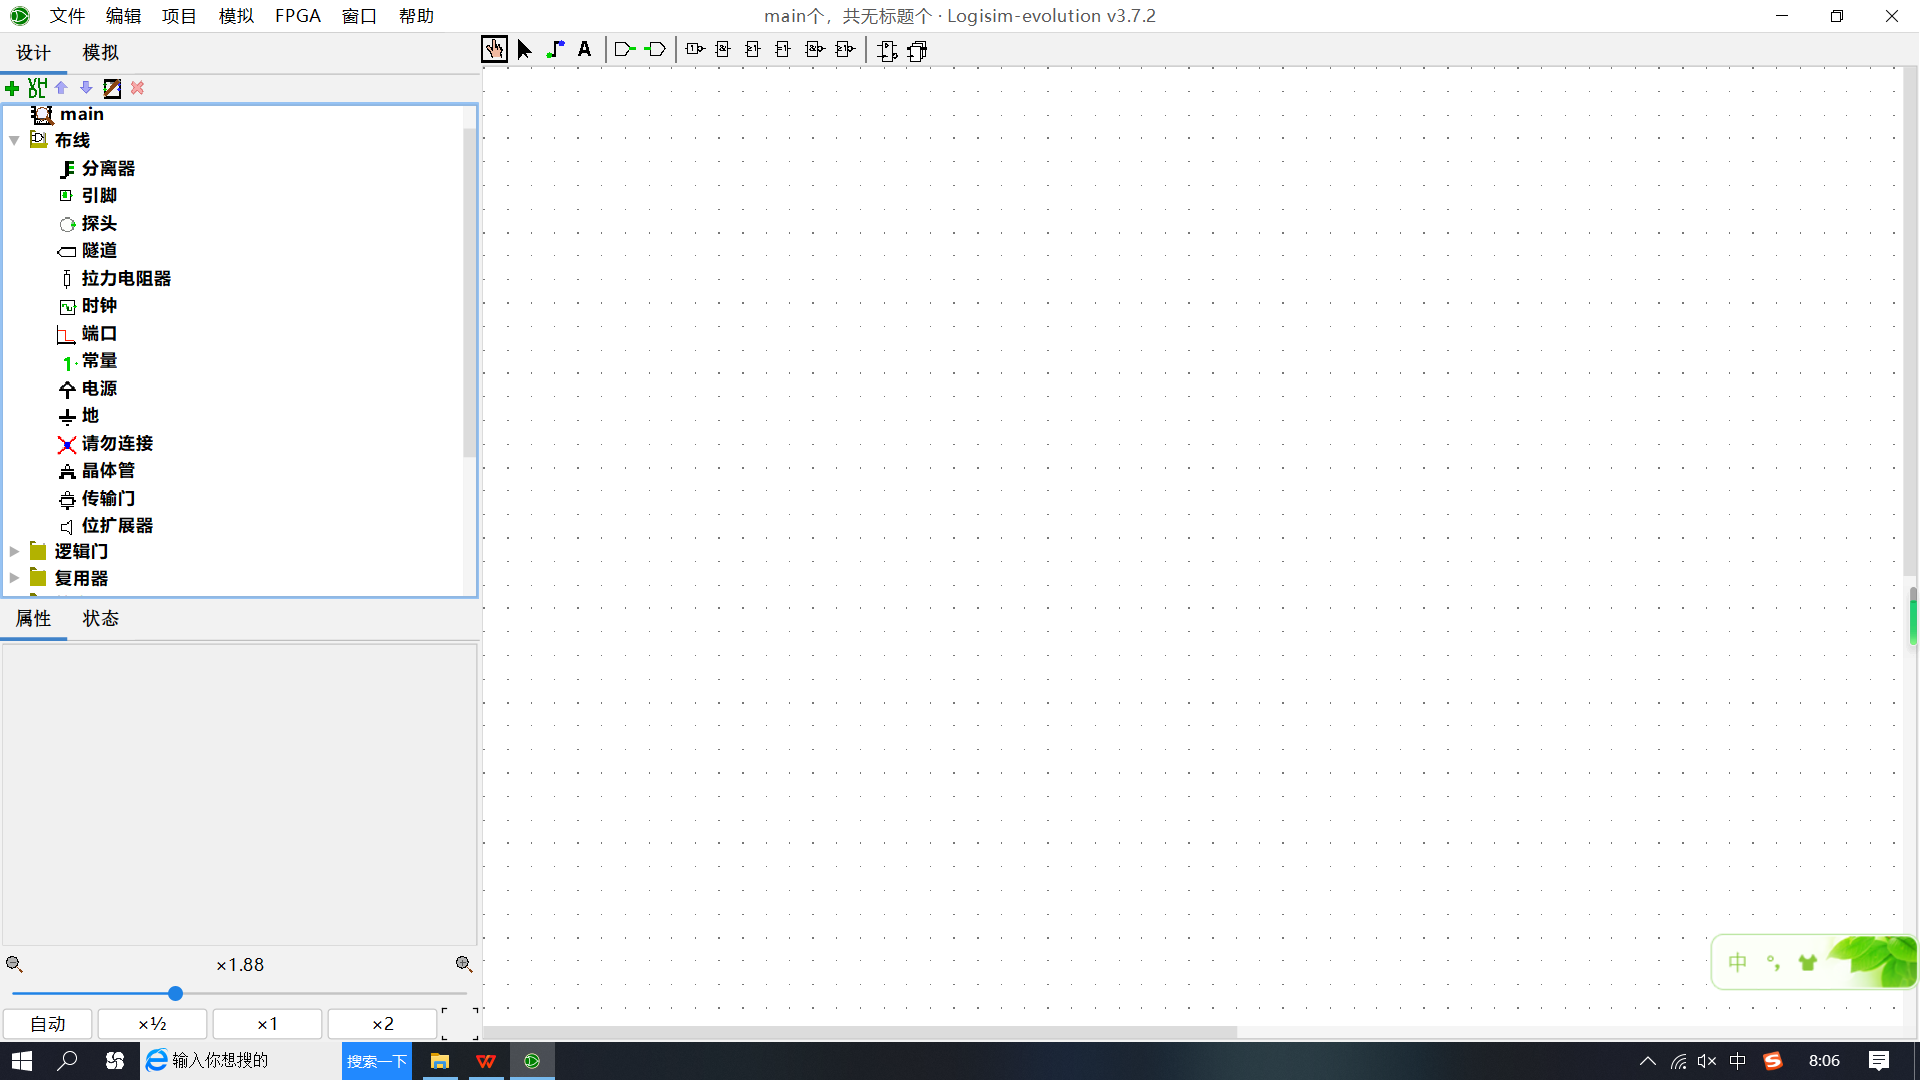 文件 编辑 项目 模拟 FPGA 窗口 帮助
main个，共无标题个 · Logisim-evolution v3.7.2
设计 模拟
A
main
布线
分离器
引脚
探头
隧道
拉力电阻器
时钟
端口
常量
电源
地
请勿连接
晶体管
传输门
位扩展器
逻辑门
复用器
属性 状态
×1.88
自动 ×½ ×1 ×2
中 °，
输入你想搜的 搜索一下
中 8:06